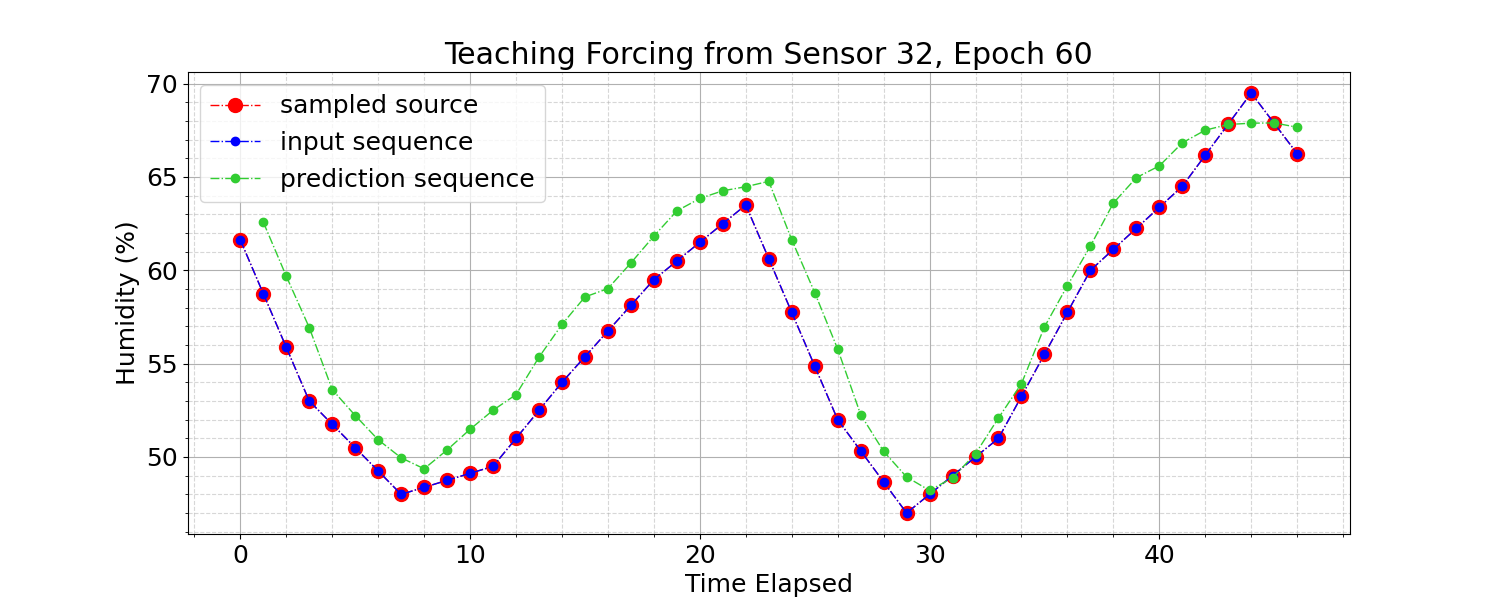 Teaching Forcing from Sensor 32, Epoch 60
70
65
60
55
50
Humidity (%)
sampled source
input sequence
prediction sequence
0 10 20 30 40
Time Elapsed